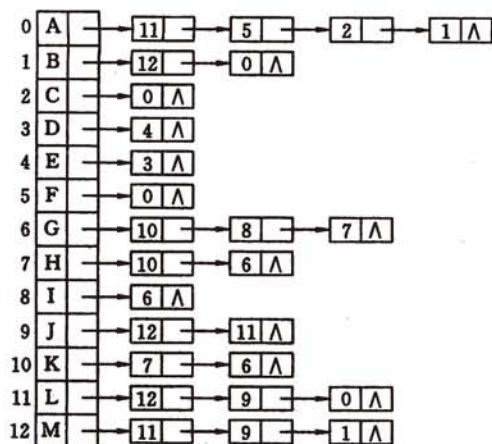 0 A 11 5 2 1 Λ
1 B 12 0 Λ
2 C 0 Λ
3 D 4 Λ
4 E 3 Λ
5 F 0 Λ
6 G 10 8 7 Λ
7 H 10 6 Λ
8 I 6 Λ
9 J 12 11 Λ
10 K 7 6 Λ
11 L 12 9 0 Λ
12 M 11 9 1 Λ